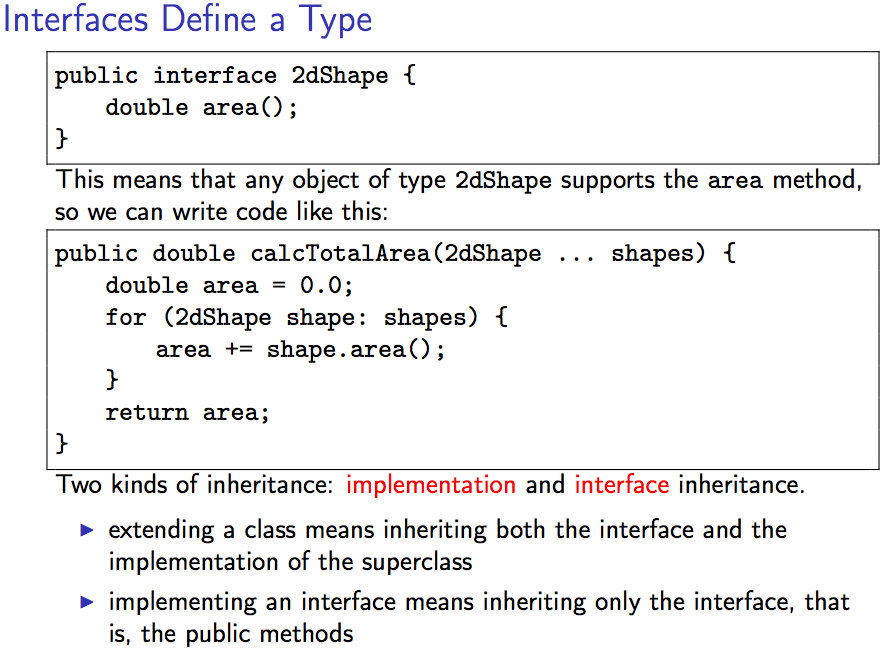 Interfaces Define a Type
public interface 2dShape {
    double area();
}
This means that any object of type 2dShape supports the area method,
so we can write code like this:
public double calcTotalArea(2dShape ... shapes) {
    double area = 0.0;
    for (2dShape shape: shapes) {
        area += shape.area();
    }
    return area;
}
Two kinds of inheritance: implementation and interface inheritance.
▶ extending a class means inheriting both the interface and the
implementation of the superclass
▶ implementing an interface means inheriting only the interface, that
is, the public methods